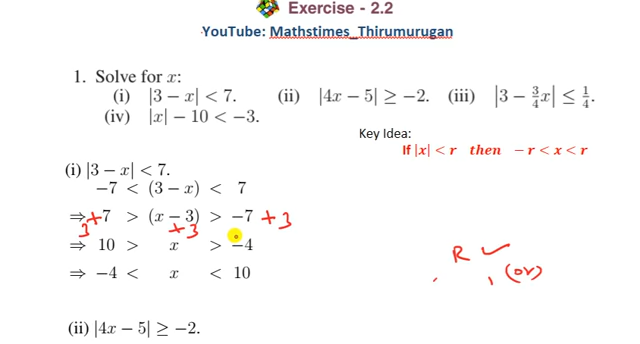 Exercise - 2.2
YouTube: Mathstimes_Thirumurugan
1. Solve for x:
(i) |3 − x| < 7. (ii) |4x − 5| ≥ −2. (iii) |3 − 3/4 x| ≤ 1/4.
(iv) |x| − 10 < −3.
Key Idea:
If |x| < r then − r < x < r
(i) |3 − x| < 7.
−7 < (3 − x) < 7
⇒ +7 > (x − 3) > −7 +3
3 +3
⇒ 10 > x > −4
R ✓
⇒ −4 < x < 10
, (or)
(ii) |4x − 5| ≥ −2.